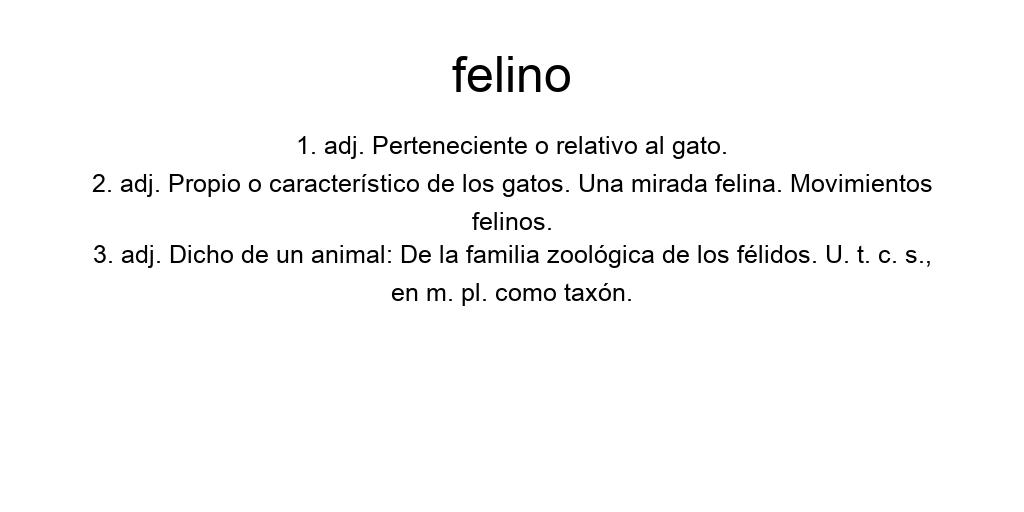 felino
1. adj. Perteneciente o relativo al gato.
2. adj. Propio o característico de los gatos. Una mirada felina. Movimientos
felinos.
3. adj. Dicho de un animal: De la familia zoológica de los félidos. U. t. c. s.,
en m. pl. como taxón.